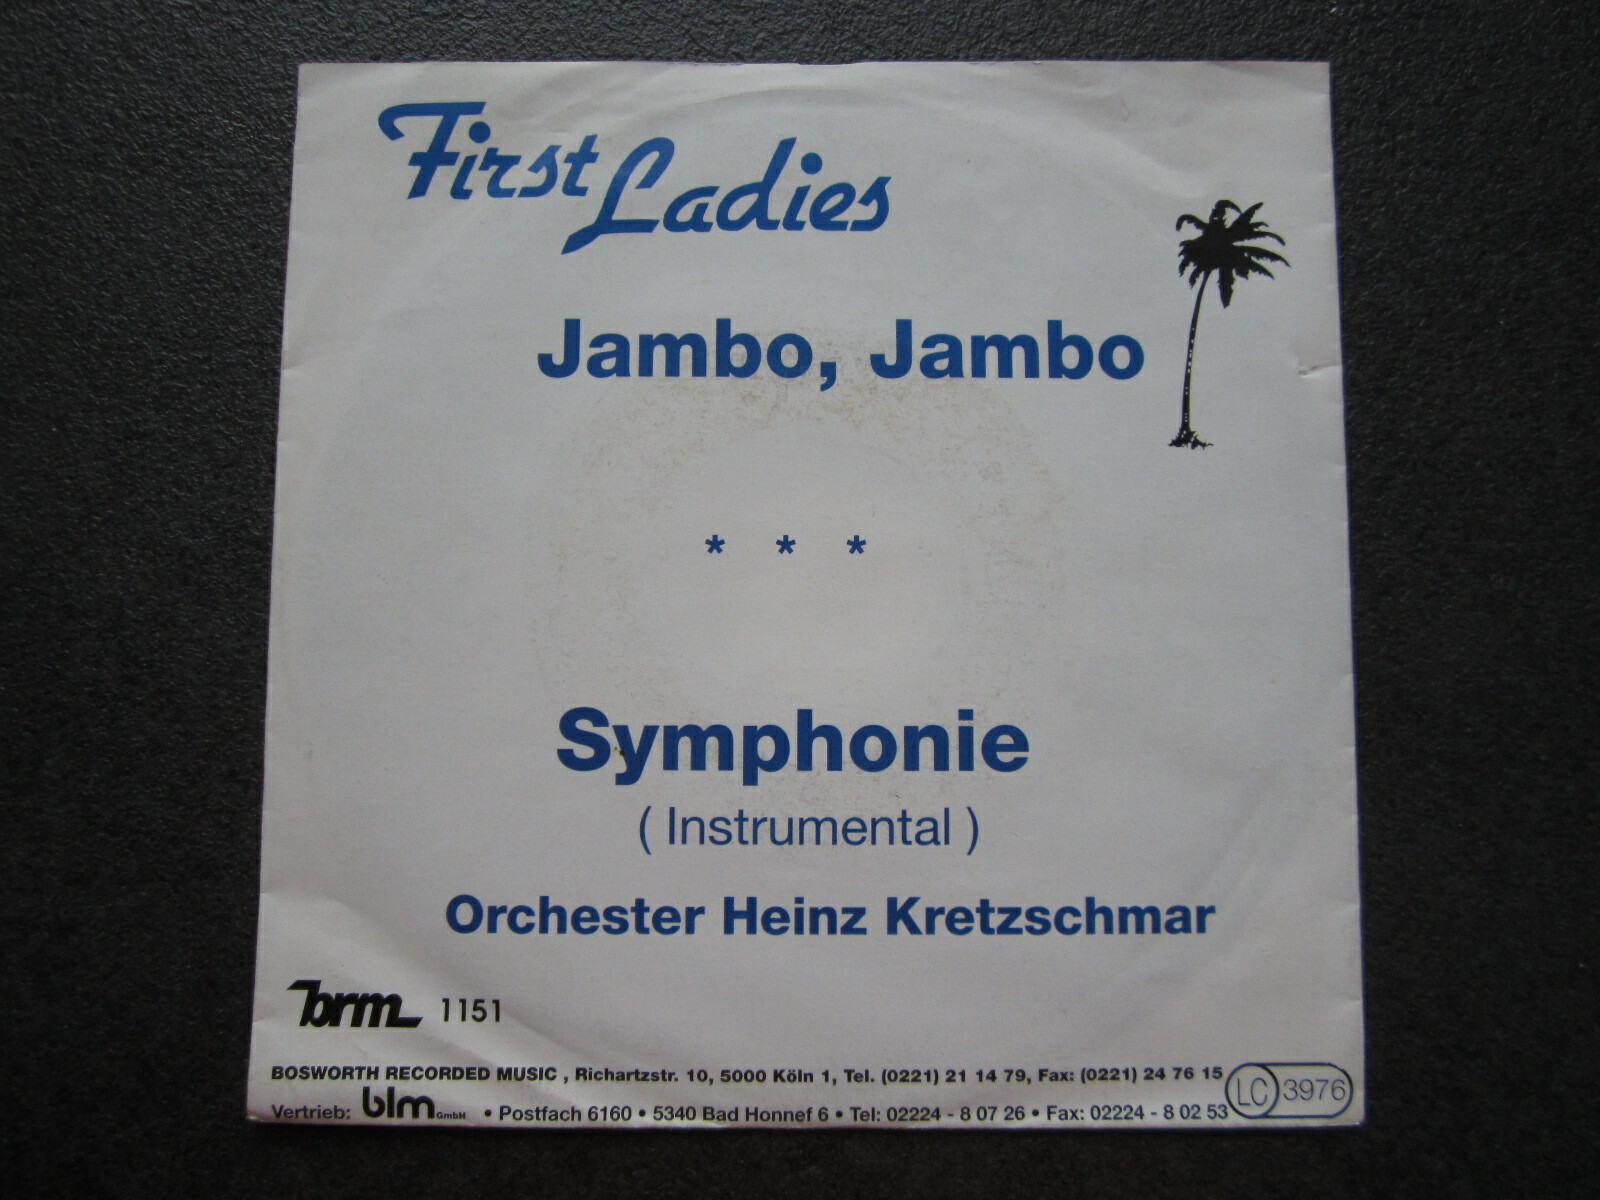 First Ladies
Jambo, Jambo
* * *
Symphonie
( Instrumental )
Orchester Heinz Kretzschmar
brm 1151
BOSWORTH RECORDED MUSIC , Richartzstr. 10, 5000 Köln 1, Tel. (0221) 21 14 79, Fax: (0221) 24 76 15
LC 3976
Vertrieb: blm GmbH • Postfach 6160 • 5340 Bad Honnef 6 • Tel: 02224 - 8 07 26 • Fax: 02224 - 8 02 53